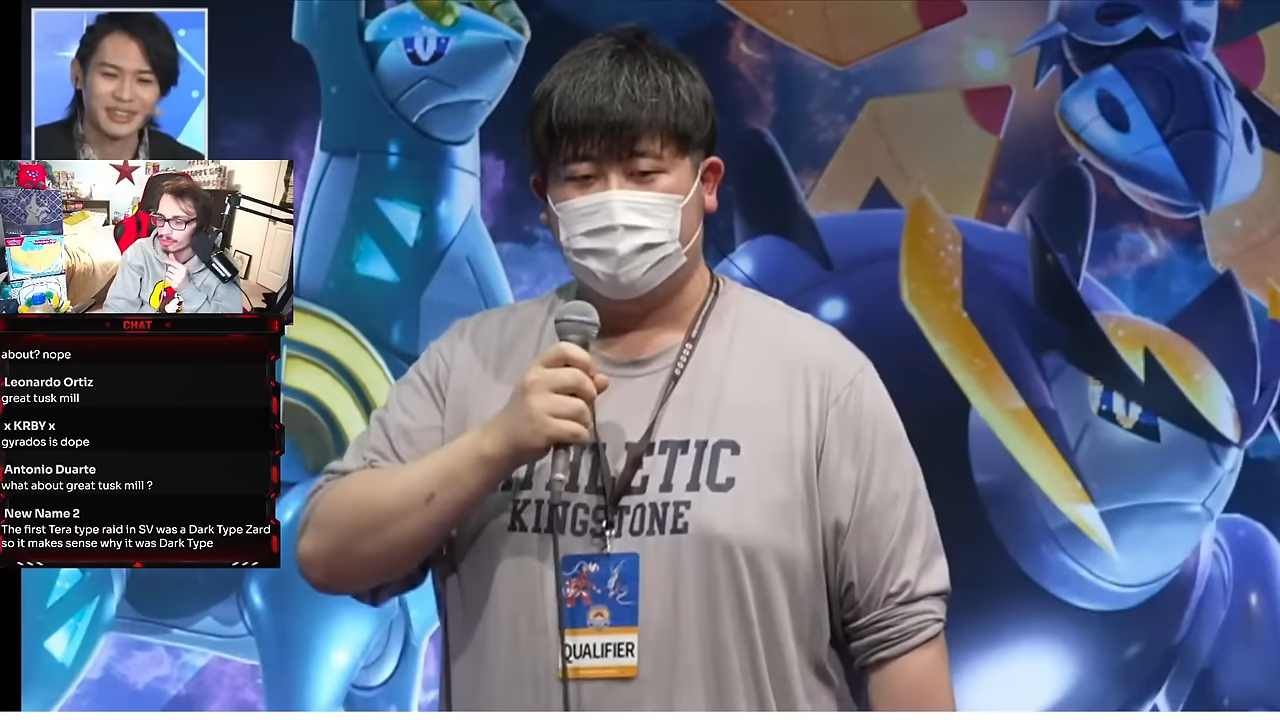 CHAT
about? nope
Leonardo Ortiz
great tusk mill
x KRBY x
gyrados is dope
Antonio Duarte
what about great tusk mill ?
New Name 2
The first Tera type raid in SV was a Dark Type Zard
so it makes sense why it was Dark Type
ATHLETIC
KINGSTONE
QUALIFIER